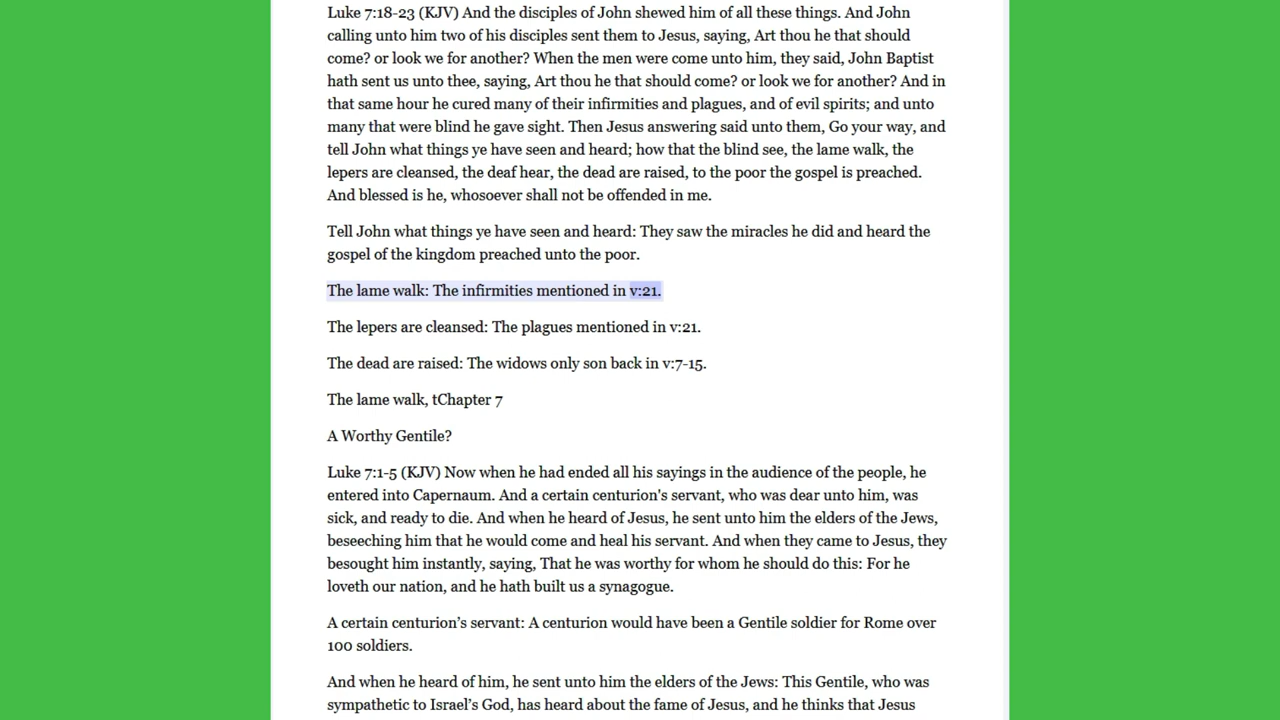 Luke 7:18-23 (KJV) And the disciples of John shewed him of all these things. And John
calling unto him two of his disciples sent them to Jesus, saying, Art thou he that should
come? or look we for another? When the men were come unto him, they said, John Baptist
hath sent us unto thee, saying, Art thou he that should come? or look we for another? And in
that same hour he cured many of their infirmities and plagues, and of evil spirits; and unto
many that were blind he gave sight. Then Jesus answering said unto them, Go your way, and
tell John what things ye have seen and heard; how that the blind see, the lame walk, the
lepers are cleansed, the deaf hear, the dead are raised, to the poor the gospel is preached.
And blessed is he, whosoever shall not be offended in me.
Tell John what things ye have seen and heard: They saw the miracles he did and heard the
gospel of the kingdom preached unto the poor.
The lame walk: The infirmities mentioned in v:21.
The lepers are cleansed: The plagues mentioned in v:21.
The dead are raised: The widows only son back in v:7-15.
The lame walk, tChapter 7
A Worthy Gentile?
Luke 7:1-5 (KJV) Now when he had ended all his sayings in the audience of the people, he
entered into Capernaum. And a certain centurion's servant, who was dear unto him, was
sick, and ready to die. And when he heard of Jesus, he sent unto him the elders of the Jews,
beseeching him that he would come and heal his servant. And when they came to Jesus, they
besought him instantly, saying, That he was worthy for whom he should do this: For he
loveth our nation, and he hath built us a synagogue.
A certain centurion’s servant: A centurion would have been a Gentile soldier for Rome over
100 soldiers.
And when he heard of him, he sent unto him the elders of the Jews: This Gentile, who was
sympathetic to Israel’s God, has heard about the fame of Jesus, and he thinks that Jesus